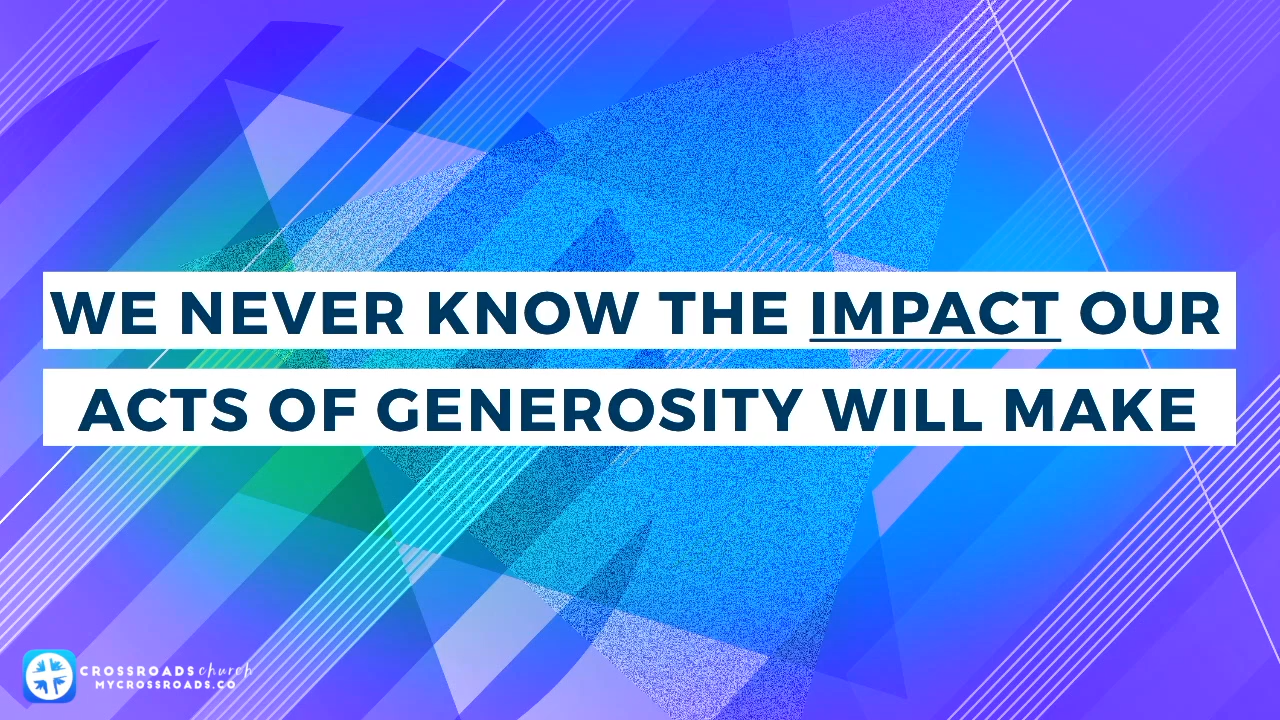 WE NEVER KNOW THE IMPACT OUR
ACTS OF GENEROSITY WILL MAKE
CROSSROADS church
MYCROSSROADS.CO